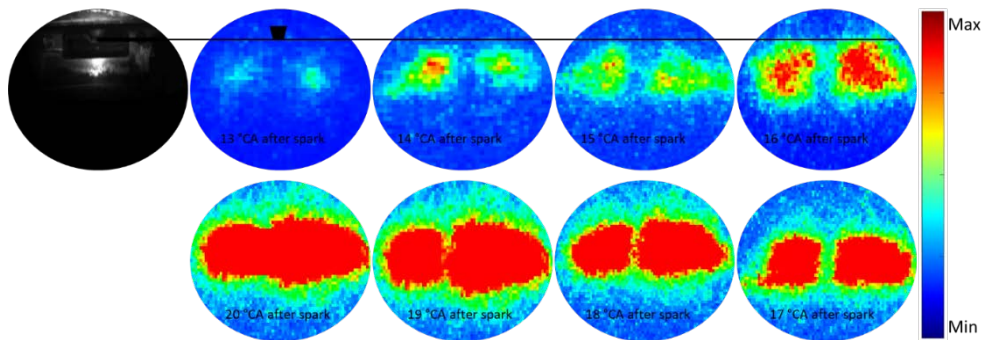 Max
13 °CA after spark
14 °CA after spark
15 °CA after spark
16 °CA after spark
20 °CA after spark
19 °CA after spark
18 °CA after spark
17 °CA after spark
Min